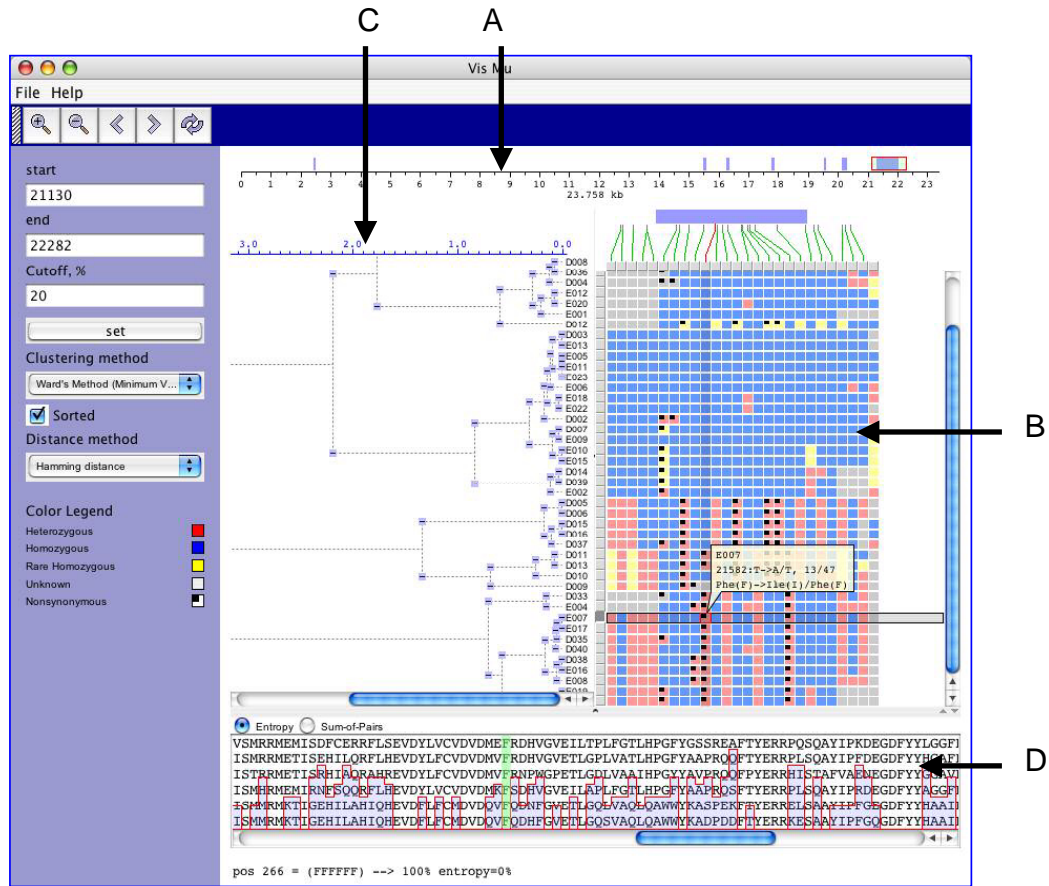 C A
Vis Mu
File Help
start
21130
end
22282
Cutoff, %
20
set
Clustering method
Ward's Method (Minimum V...
Sorted
Distance method
Hamming distance
Color Legend
Heterozygous
Homozygous
Rare Homozygous
Unknown
Nonsynonymous
0 1 2 3 4 5 6 7 8 9 10 11 12 13 14 15 16 17 18 19 20 21 22 23
23.758 kb
3.0 2.0 1.0 0.0
D008
D036
D004
E012
E020
E001
D012
D003
E013
E005
E011
E023
E006
E018
E022
D002
D007
E009
E010
E015
D014
D039
E002
D005
D006
D015
D016
D037
D011
D013
D010
D009
D033
E004
E007
E017
D035
D040
D038
E016
E008
E019
B
E007
21582:T->A/T, 13/47
Phe(F)->Ile(I)/Phe(F)
Entropy Sum-of-Pairs
VSMRRMEMISDFCERRFLSEVDYLVCVDVDMEFRDHVGVEILTPLFGTLHPGFYGSSREAFTYERRPQSQAYIPKDEGDFYYLGGFI
D
pos 266 = (FFFFFF) --> 100% entropy=0%